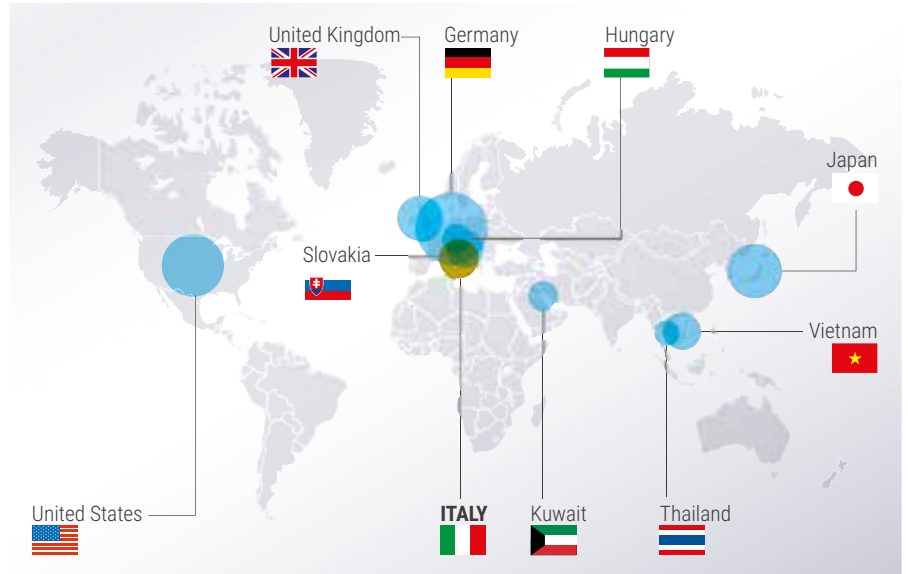 United Kingdom
Germany
Hungary
Japan
Slovakia
Vietnam
United States
ITALY
Kuwait
Thailand